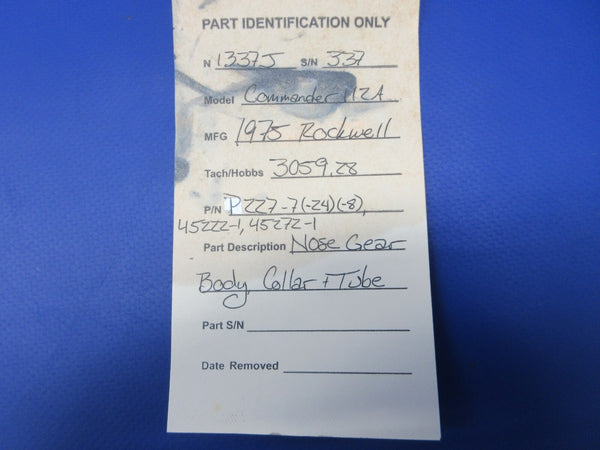 PART IDENTIFICATION ONLY
N 1337J S/N 337
Model Commander 112A
MFG 1975 Rockwell
Tach/Hobbs 3059.28
P/N P227-7(-24)(-8),
45222-1, 45272-1
Part Description Nose Gear
Body, Collar + Tube
Part S/N
Date Removed